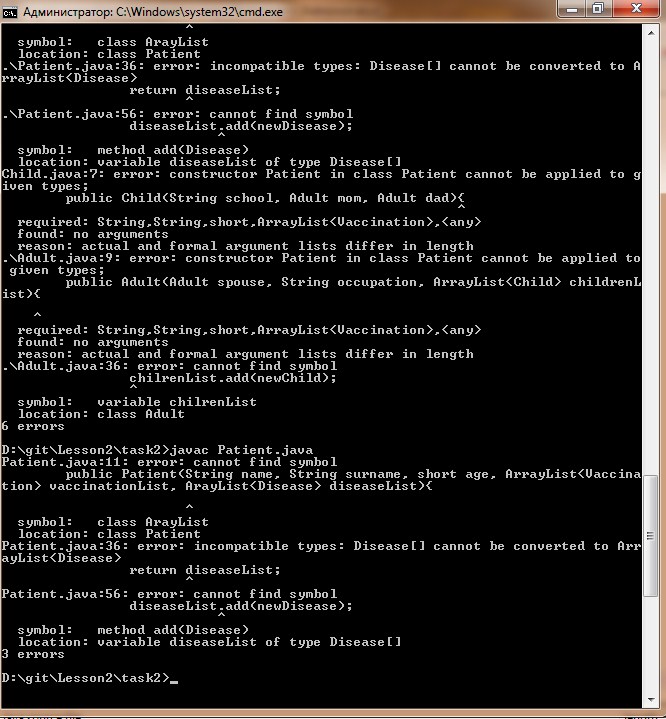 Администратор: C:\Windows\system32\cmd.exe
^
symbol:   class ArayList
location: class Patient
.\Patient.java:36: error: incompatible types: Disease[] cannot be converted to A
rrayList<Disease>
return diseaseList;
^
.\Patient.java:56: error: cannot find symbol
diseaseList.add(newDisease);
^
symbol:   method add(Disease)
location: variable diseaseList of type Disease[]
Child.java:7: error: constructor Patient in class Patient cannot be applied to g
iven types;
public Child(String school, Adult mom, Adult dad){
^
required: String,String,short,ArrayList<Vaccination>,<any>
found: no arguments
reason: actual and formal argument lists differ in length
.\Adult.java:9: error: constructor Patient in class Patient cannot be applied to
given types;
public Adult(Adult spouse, String occupation, ArrayList<Child> childrenL
ist){
^
required: String,String,short,ArrayList<Vaccination>,<any>
found: no arguments
reason: actual and formal argument lists differ in length
.\Adult.java:36: error: cannot find symbol
chilrenList.add(newChild);
^
symbol:   variable chilrenList
location: class Adult
6 errors
D:\git\Lesson2\task2>javac Patient.java
Patient.java:11: error: cannot find symbol
public Patient(String name, String surname, short age, ArrayList<Vaccina
tion> vaccinationList, ArayList<Disease> diseaseList){
^
symbol:   class ArayList
location: class Patient
Patient.java:36: error: incompatible types: Disease[] cannot be converted to Arr
ayList<Disease>
return diseaseList;
^
Patient.java:56: error: cannot find symbol
diseaseList.add(newDisease);
^
symbol:   method add(Disease)
location: variable diseaseList of type Disease[]
3 errors
D:\git\Lesson2\task2>_